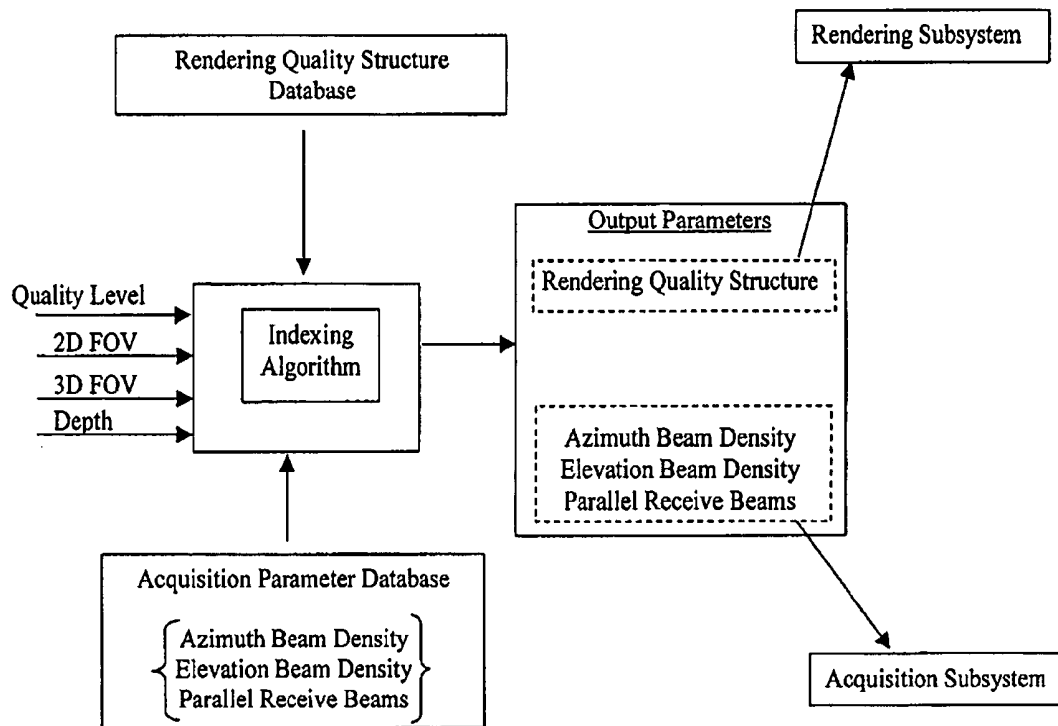 Rendering Subsystem
Rendering Quality Structure
Database
Output Parameters
Rendering Quality Structure
Quality Level
2D FOV
3D FOV
Depth
Indexing
Algorithm
Azimuth Beam Density
Elevation Beam Density
Parallel Receive Beams
Acquisition Parameter Database
Azimuth Beam Density
Elevation Beam Density
Parallel Receive Beams
Acquisition Subsystem